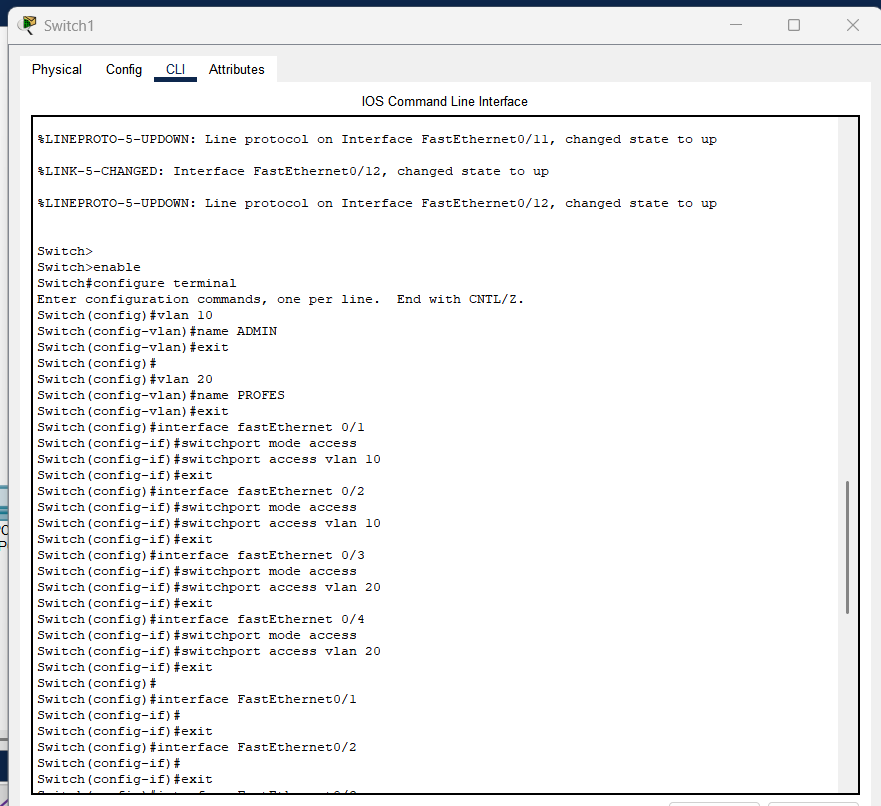 Switch1
Physical Config CLI Attributes
IOS Command Line Interface
%LINEPROTO-5-UPDOWN: Line protocol on Interface FastEthernet0/11, changed state to up
%LINK-5-CHANGED: Interface FastEthernet0/12, changed state to up
%LINEPROTO-5-UPDOWN: Line protocol on Interface FastEthernet0/12, changed state to up
Switch>
Switch>enable
Switch#configure terminal
Enter configuration commands, one per line.  End with CNTL/Z.
Switch(config)#vlan 10
Switch(config-vlan)#name ADMIN
Switch(config-vlan)#exit
Switch(config)#
Switch(config)#vlan 20
Switch(config-vlan)#name PROFES
Switch(config-vlan)#exit
Switch(config)#interface fastEthernet 0/1
Switch(config-if)#switchport mode access
Switch(config-if)#switchport access vlan 10
Switch(config-if)#exit
Switch(config)#interface fastEthernet 0/2
Switch(config-if)#switchport mode access
Switch(config-if)#switchport access vlan 10
Switch(config-if)#exit
Switch(config)#interface fastEthernet 0/3
Switch(config-if)#switchport mode access
Switch(config-if)#switchport access vlan 20
Switch(config-if)#exit
Switch(config)#interface fastEthernet 0/4
Switch(config-if)#switchport mode access
Switch(config-if)#switchport access vlan 20
Switch(config-if)#exit
Switch(config)#
Switch(config)#interface FastEthernet0/1
Switch(config-if)#
Switch(config-if)#exit
Switch(config)#interface FastEthernet0/2
Switch(config-if)#
Switch(config-if)#exit